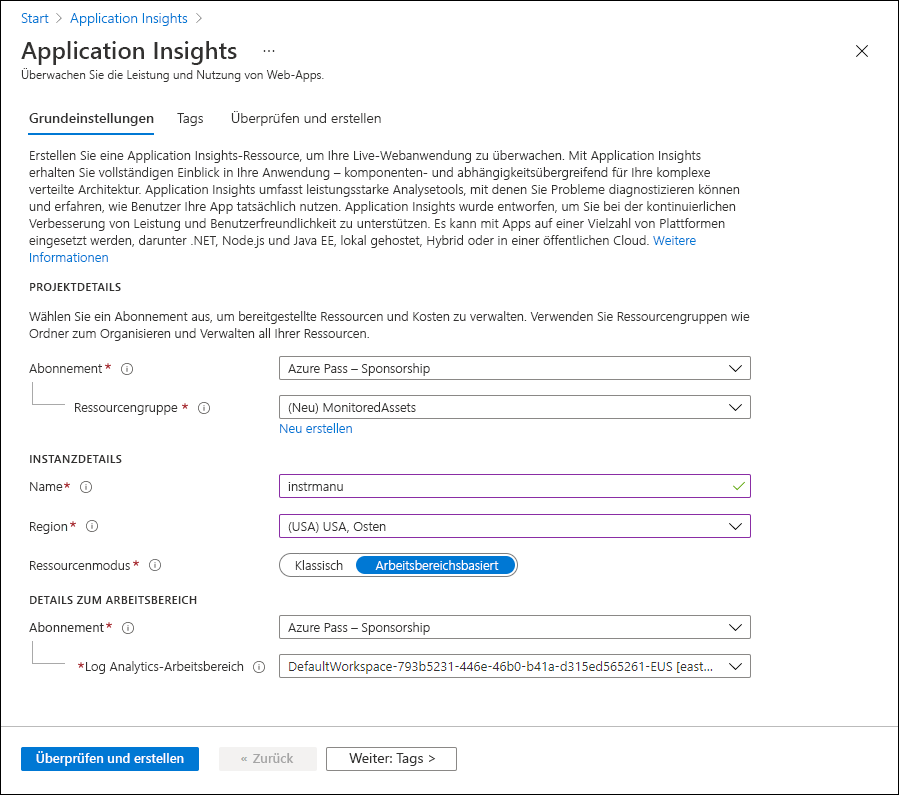 Start > Application Insights >
Application Insights ...
Überwachen Sie die Leistung und Nutzung von Web-Apps.
Grundeinstellungen Tags Überprüfen und erstellen
Erstellen Sie eine Application Insights-Ressource, um Ihre Live-Webanwendung zu überwachen. Mit Application Insights
erhalten Sie vollständigen Einblick in Ihre Anwendung – komponenten- und abhängigkeitsübergreifend für Ihre komplexe
verteilte Architektur. Application Insights umfasst leistungsstarke Analysetools, mit denen Sie Probleme diagnostizieren können
und erfahren, wie Benutzer Ihre App tatsächlich nutzen. Application Insights wurde entworfen, um Sie bei der kontinuierlichen
Verbesserung von Leistung und Benutzerfreundlichkeit zu unterstützen. Es kann mit Apps auf einer Vielzahl von Plattformen
eingesetzt werden, darunter .NET, Node.js und Java EE, lokal gehostet, Hybrid oder in einer öffentlichen Cloud. Weitere
Informationen
PROJEKTDETAILS
Wählen Sie ein Abonnement aus, um bereitgestellte Ressourcen und Kosten zu verwalten. Verwenden Sie Ressourcengruppen wie
Ordner zum Organisieren und Verwalten all Ihrer Ressourcen.
Abonnement * Azure Pass – Sponsorship
Ressourcengruppe * (Neu) MonitoredAssets
Neu erstellen
INSTANZDETAILS
Name * instrmanu
Region * (USA) USA, Osten
Ressourcenmodus * Klassisch Arbeitsbereichsbasiert
DETAILS ZUM ARBEITSBEREICH
Abonnement * Azure Pass – Sponsorship
*Log Analytics-Arbeitsbereich DefaultWorkspace-793b5231-446e-46b0-b41a-d315ed565261-EUS [east...
Überprüfen und erstellen « Zurück Weiter: Tags >